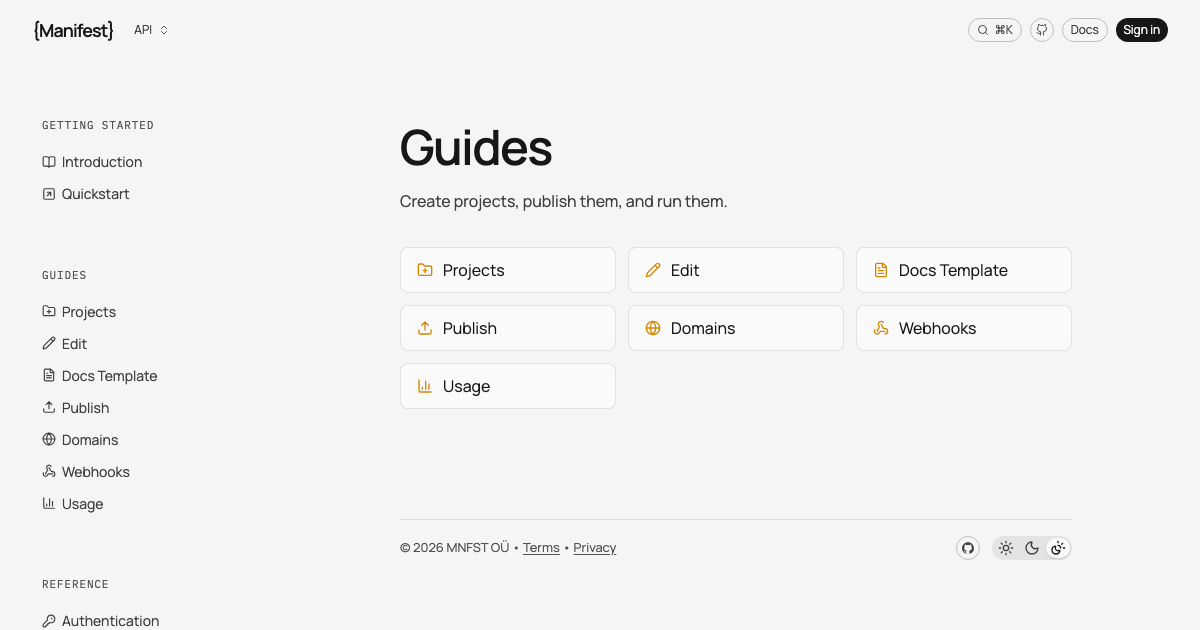 {Manifest}
API
⌘K
Docs
Sign in
GETTING STARTED
Introduction
Quickstart
GUIDES
Projects
Edit
Docs Template
Publish
Domains
Webhooks
Usage
REFERENCE
Authentication
Guides
Create projects, publish them, and run them.
Projects
Edit
Docs Template
Publish
Domains
Webhooks
Usage
© 2026 MNFST OÜ • Terms • Privacy